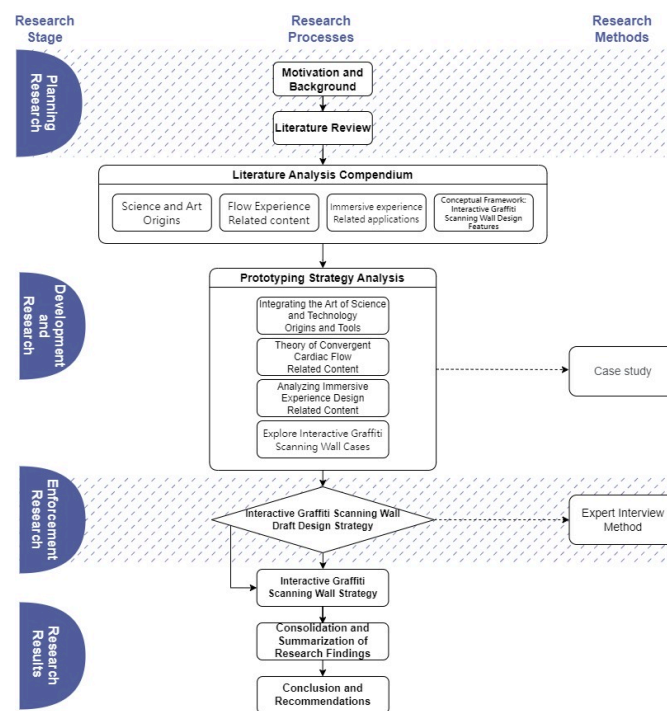 Research
Stage
Research
Processes
Research
Methods
Planning
Research
Motivation and
Background
Literature Review
Literature Analysis Compendium
Science and Art
Origins
Flow Experience
Related content
Immersive experience
Related applications
Conceptual Framework:
Interactive Graffiti
Scanning Wall Design
Features
Development
and
Research
Prototyping Strategy Analysis
Integrating the Art of Science
and Technology
Origins and Tools
Theory of Convergent
Cardiac Flow
Related Content
Analyzing Immersive
Experience Design
Related Content
Explore Interactive Graffiti
Scanning Wall Cases
Case study
Enforcement
Research
Interactive Graffiti Scanning Wall
Draft Design Strategy
Expert Interview
Method
Interactive Graffiti
Scanning Wall Strategy
Research
Results
Consolidation and
Summarization of
Research Findings
Conclusion and
Recommendations